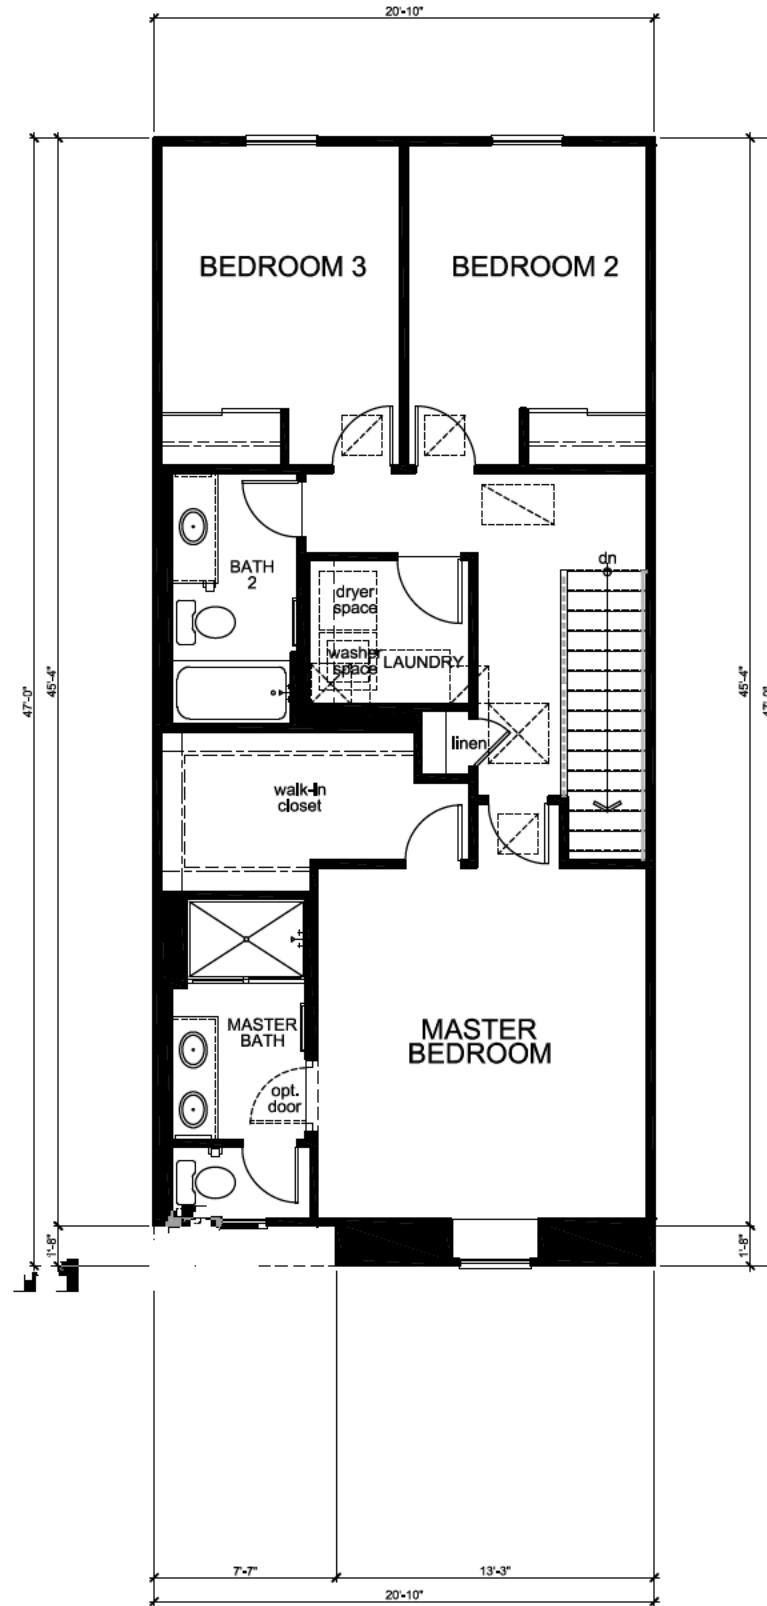 20'-10"
BEDROOM 3
BEDROOM 2
dn
BATH
2
dryer
space
washer
space
LAUNDRY
47'-0"
45'-4"
45'-4"
47'-0"
linen
walk-In
closet
MASTER
BATH
MASTER
BEDROOM
opt.
door
1'-8"
1'-8"
7'-7"
13'-3"
20'-10"